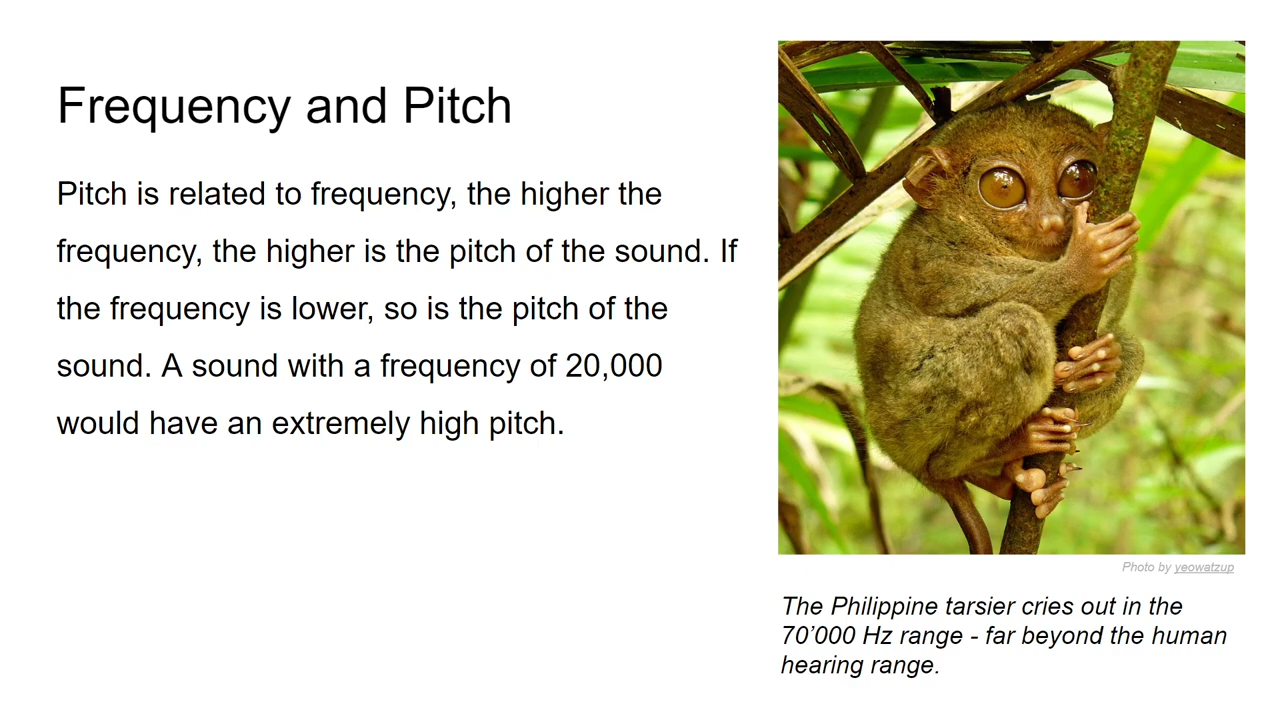 Frequency and Pitch
Pitch is related to frequency, the higher the
frequency, the higher is the pitch of the sound. If
the frequency is lower, so is the pitch of the
sound. A sound with a frequency of 20,000
would have an extremely high pitch.
Photo by yeowatzup
The Philippine tarsier cries out in the
70’000 Hz range - far beyond the human
hearing range.